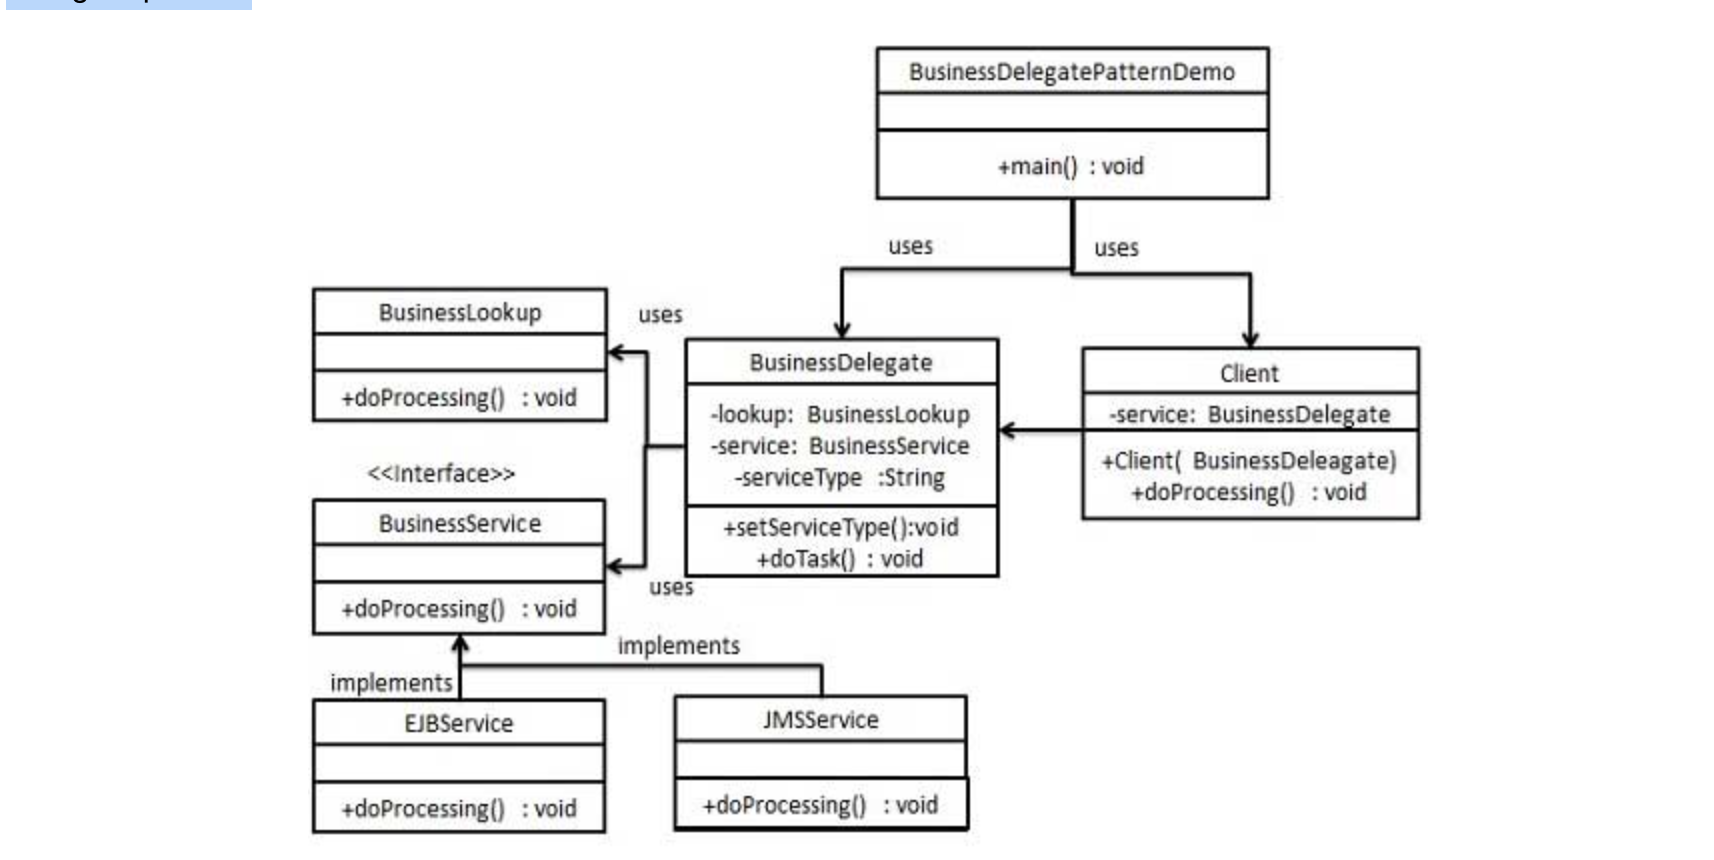 BusinessDelegatePatternDemo
+main() : void
uses
uses
BusinessLookup
+doProcessing() : void
uses
BusinessDelegate
-lookup: BusinessLookup
-service: BusinessService
-serviceType :String
+setServiceType():void
+doTask() : void
Client
-service: BusinessDelegate
+Client( BusinessDeleagate)
+doProcessing() : void
<<Interface>>
BusinessService
+doProcessing() : void
uses
implements
implements
EJBService
+doProcessing() : void
JMSService
+doProcessing() : void